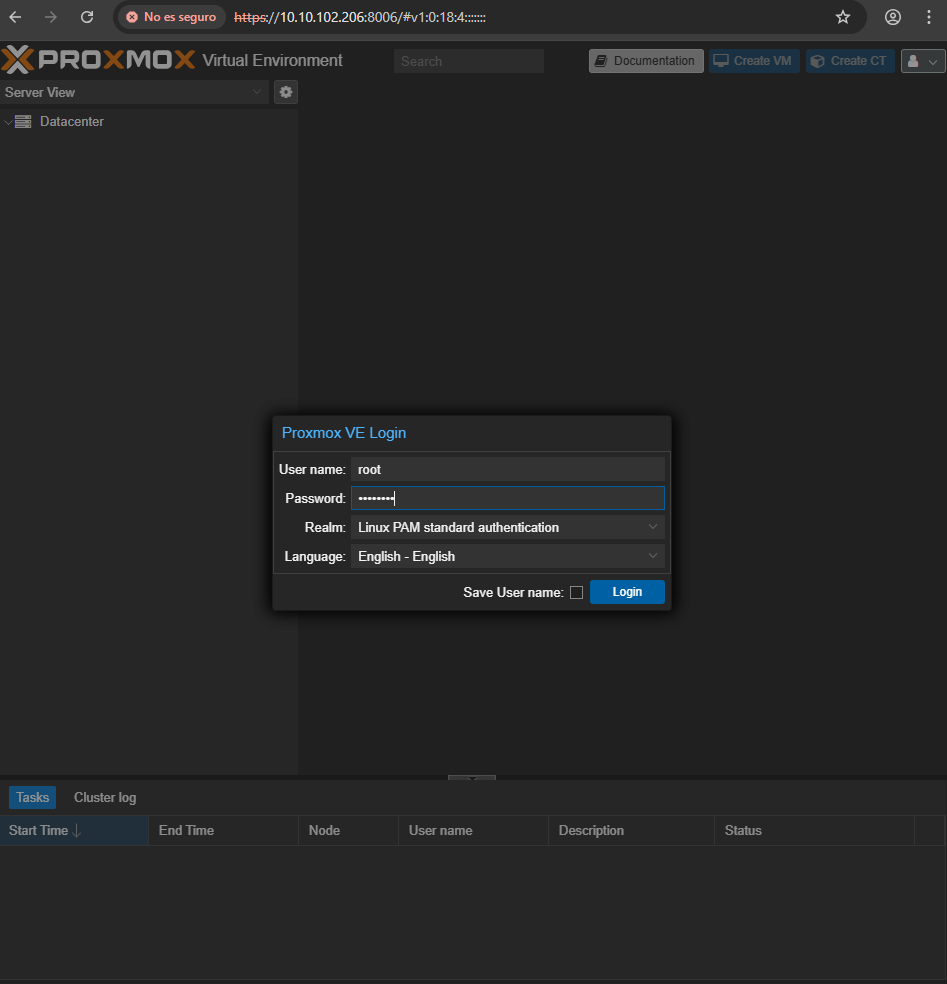 No es seguro https://10.10.102.206:8006/#v1:0:18:4:::::::
PROXMOX Virtual Environment Search Documentation Create VM Create CT
Server View
Datacenter
Proxmox VE Login
User name: root
Password: ••••••••
Realm: Linux PAM standard authentication
Language: English - English
Save User name: Login
Tasks Cluster log
Start Time End Time Node User name Description Status